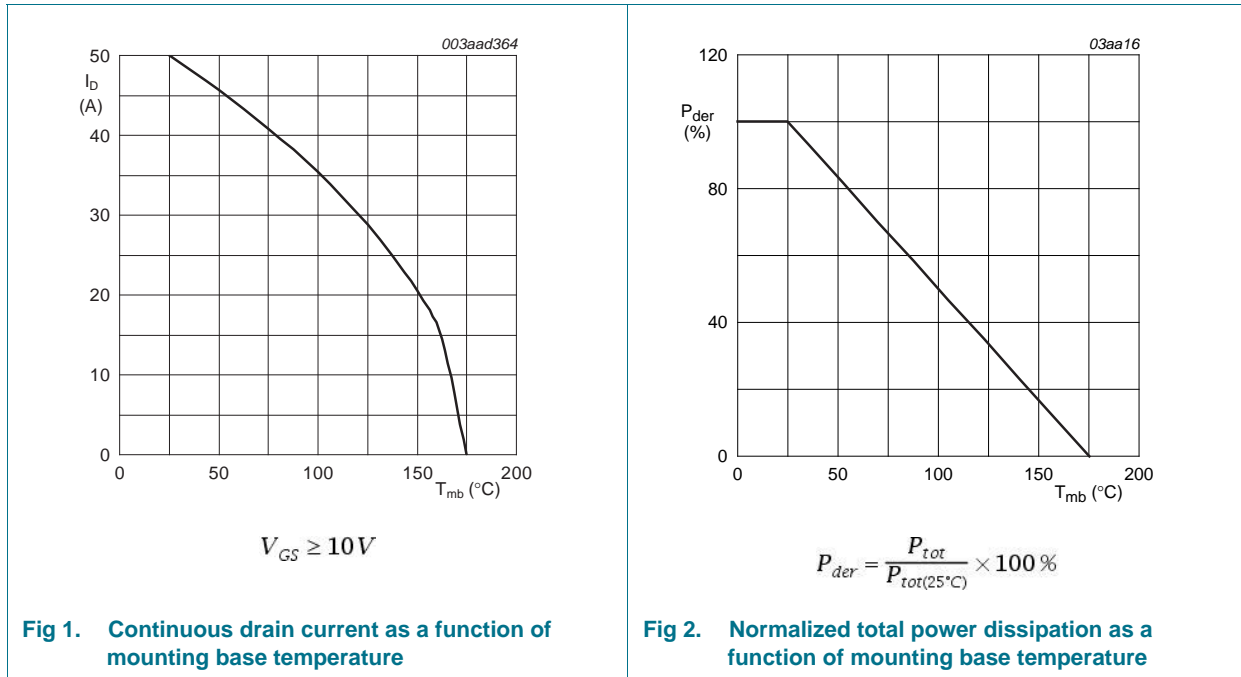 003aad364
50
I_D
(A)
40
30
20
10
0
0 50 100 150 200
T_mb (°C)
V_GS ≥ 10 V
Fig 1. Continuous drain current as a function of
mounting base temperature
03aa16
120
P_der
(%)
80
40
0
0 50 100 150 200
T_mb (°C)
P_der = P_tot / P_tot(25°C) × 100 %
Fig 2. Normalized total power dissipation as a
function of mounting base temperature